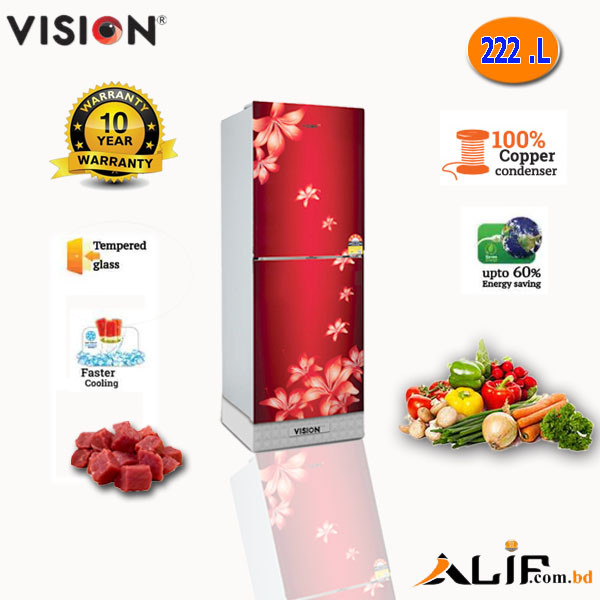 VISION®
222 .L
WARRANTY
10
YEAR
WARRANTY
100%
Copper
condenser
Tempered
glass
upto 60%
Energy saving
Faster
Cooling
VISION
ALIF.com.bd